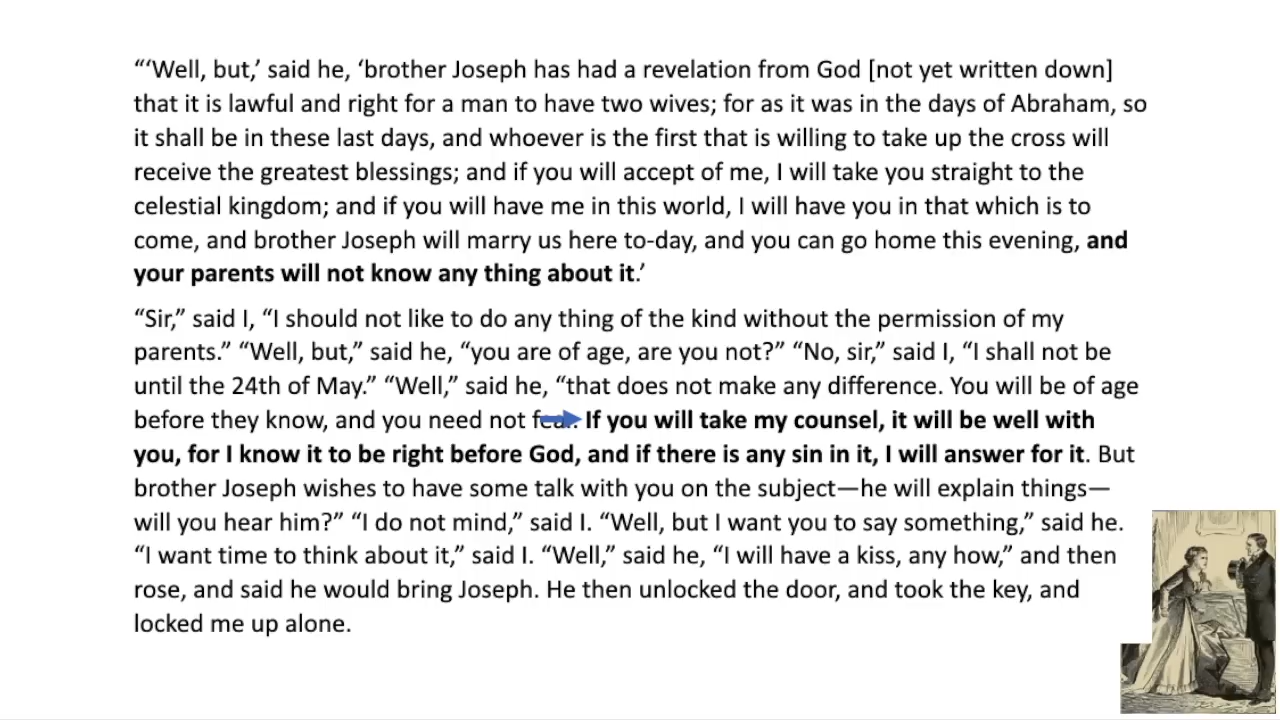 “‘Well, but,’ said he, ‘brother Joseph has had a revelation from God [not yet written down]
that it is lawful and right for a man to have two wives; for as it was in the days of Abraham, so
it shall be in these last days, and whoever is the first that is willing to take up the cross will
receive the greatest blessings; and if you will accept of me, I will take you straight to the
celestial kingdom; and if you will have me in this world, I will have you in that which is to
come, and brother Joseph will marry us here to-day, and you can go home this evening, and
your parents will not know any thing about it.’
“Sir,” said I, “I should not like to do any thing of the kind without the permission of my
parents.” “Well, but,” said he, “you are of age, are you not?” “No, sir,” said I, “I shall not be
until the 24th of May.” “Well,” said he, “that does not make any difference. You will be of age
before they know, and you need not fear. If you will take my counsel, it will be well with
you, for I know it to be right before God, and if there is any sin in it, I will answer for it. But
brother Joseph wishes to have some talk with you on the subject—he will explain things—
will you hear him?” “I do not mind,” said I. “Well, but I want you to say something,” said he.
“I want time to think about it,” said I. “Well,” said he, “I will have a kiss, any how,” and then
rose, and said he would bring Joseph. He then unlocked the door, and took the key, and
locked me up alone.